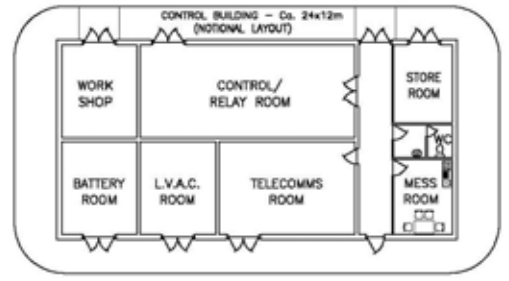 CONTROL BUILDING - Ca. 24x12m
(NOTIONAL LAYOUT)
WORK
SHOP
CONTROL/
RELAY ROOM
STORE
ROOM
WC
BATTERY
ROOM
L.V.A.C.
ROOM
TELECOMMS
ROOM
MESS
ROOM